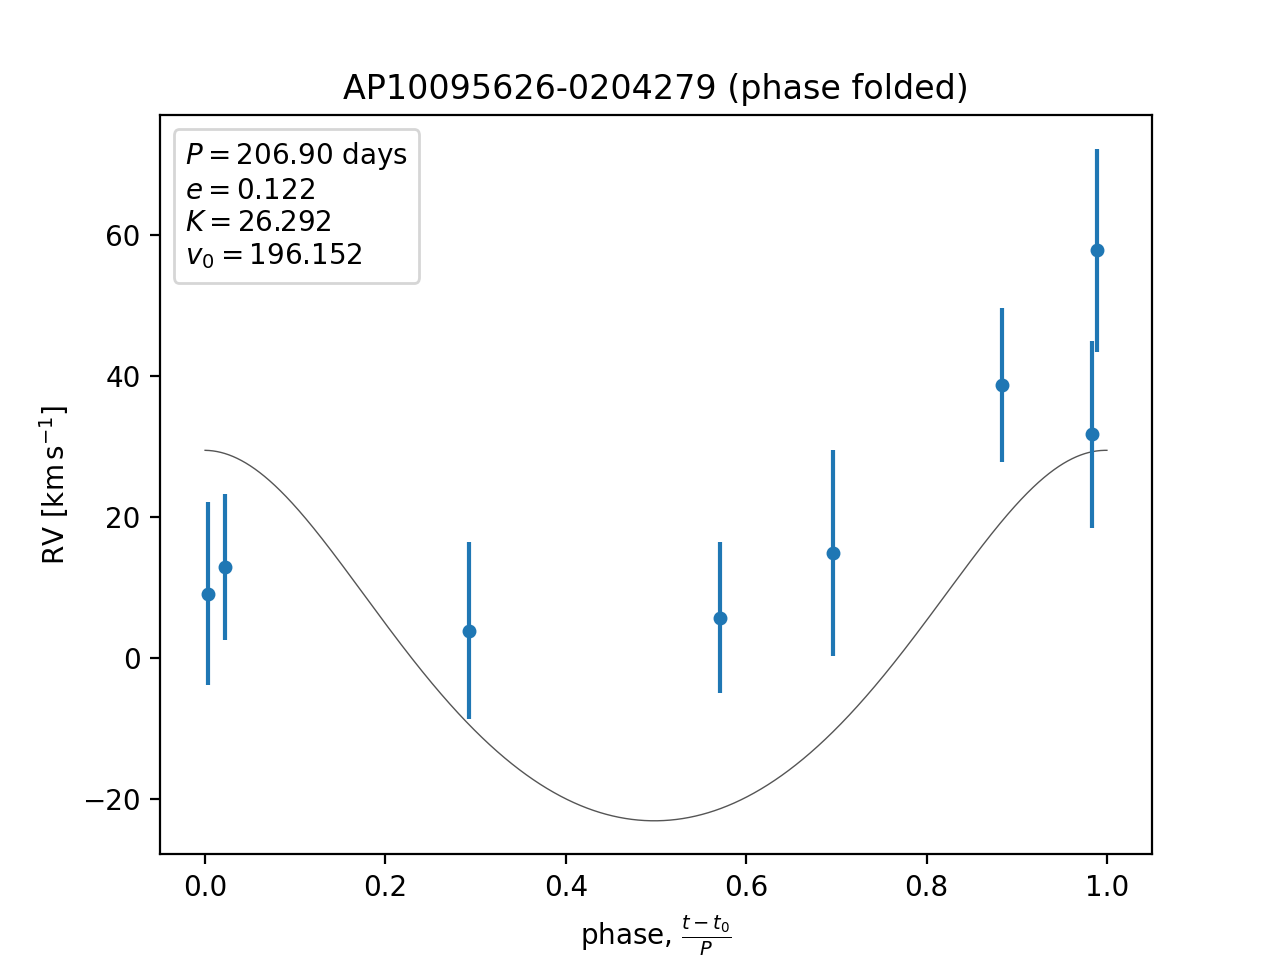 AP10095626-0204279 (phase folded)
P = 206.90 days
e = 0.122
K = 26.292
v₀ = 196.152
RV [km s⁻¹]
60
40
20
0
−20
0.0 0.2 0.4 0.6 0.8 1.0
phase, (t − t₀)/P